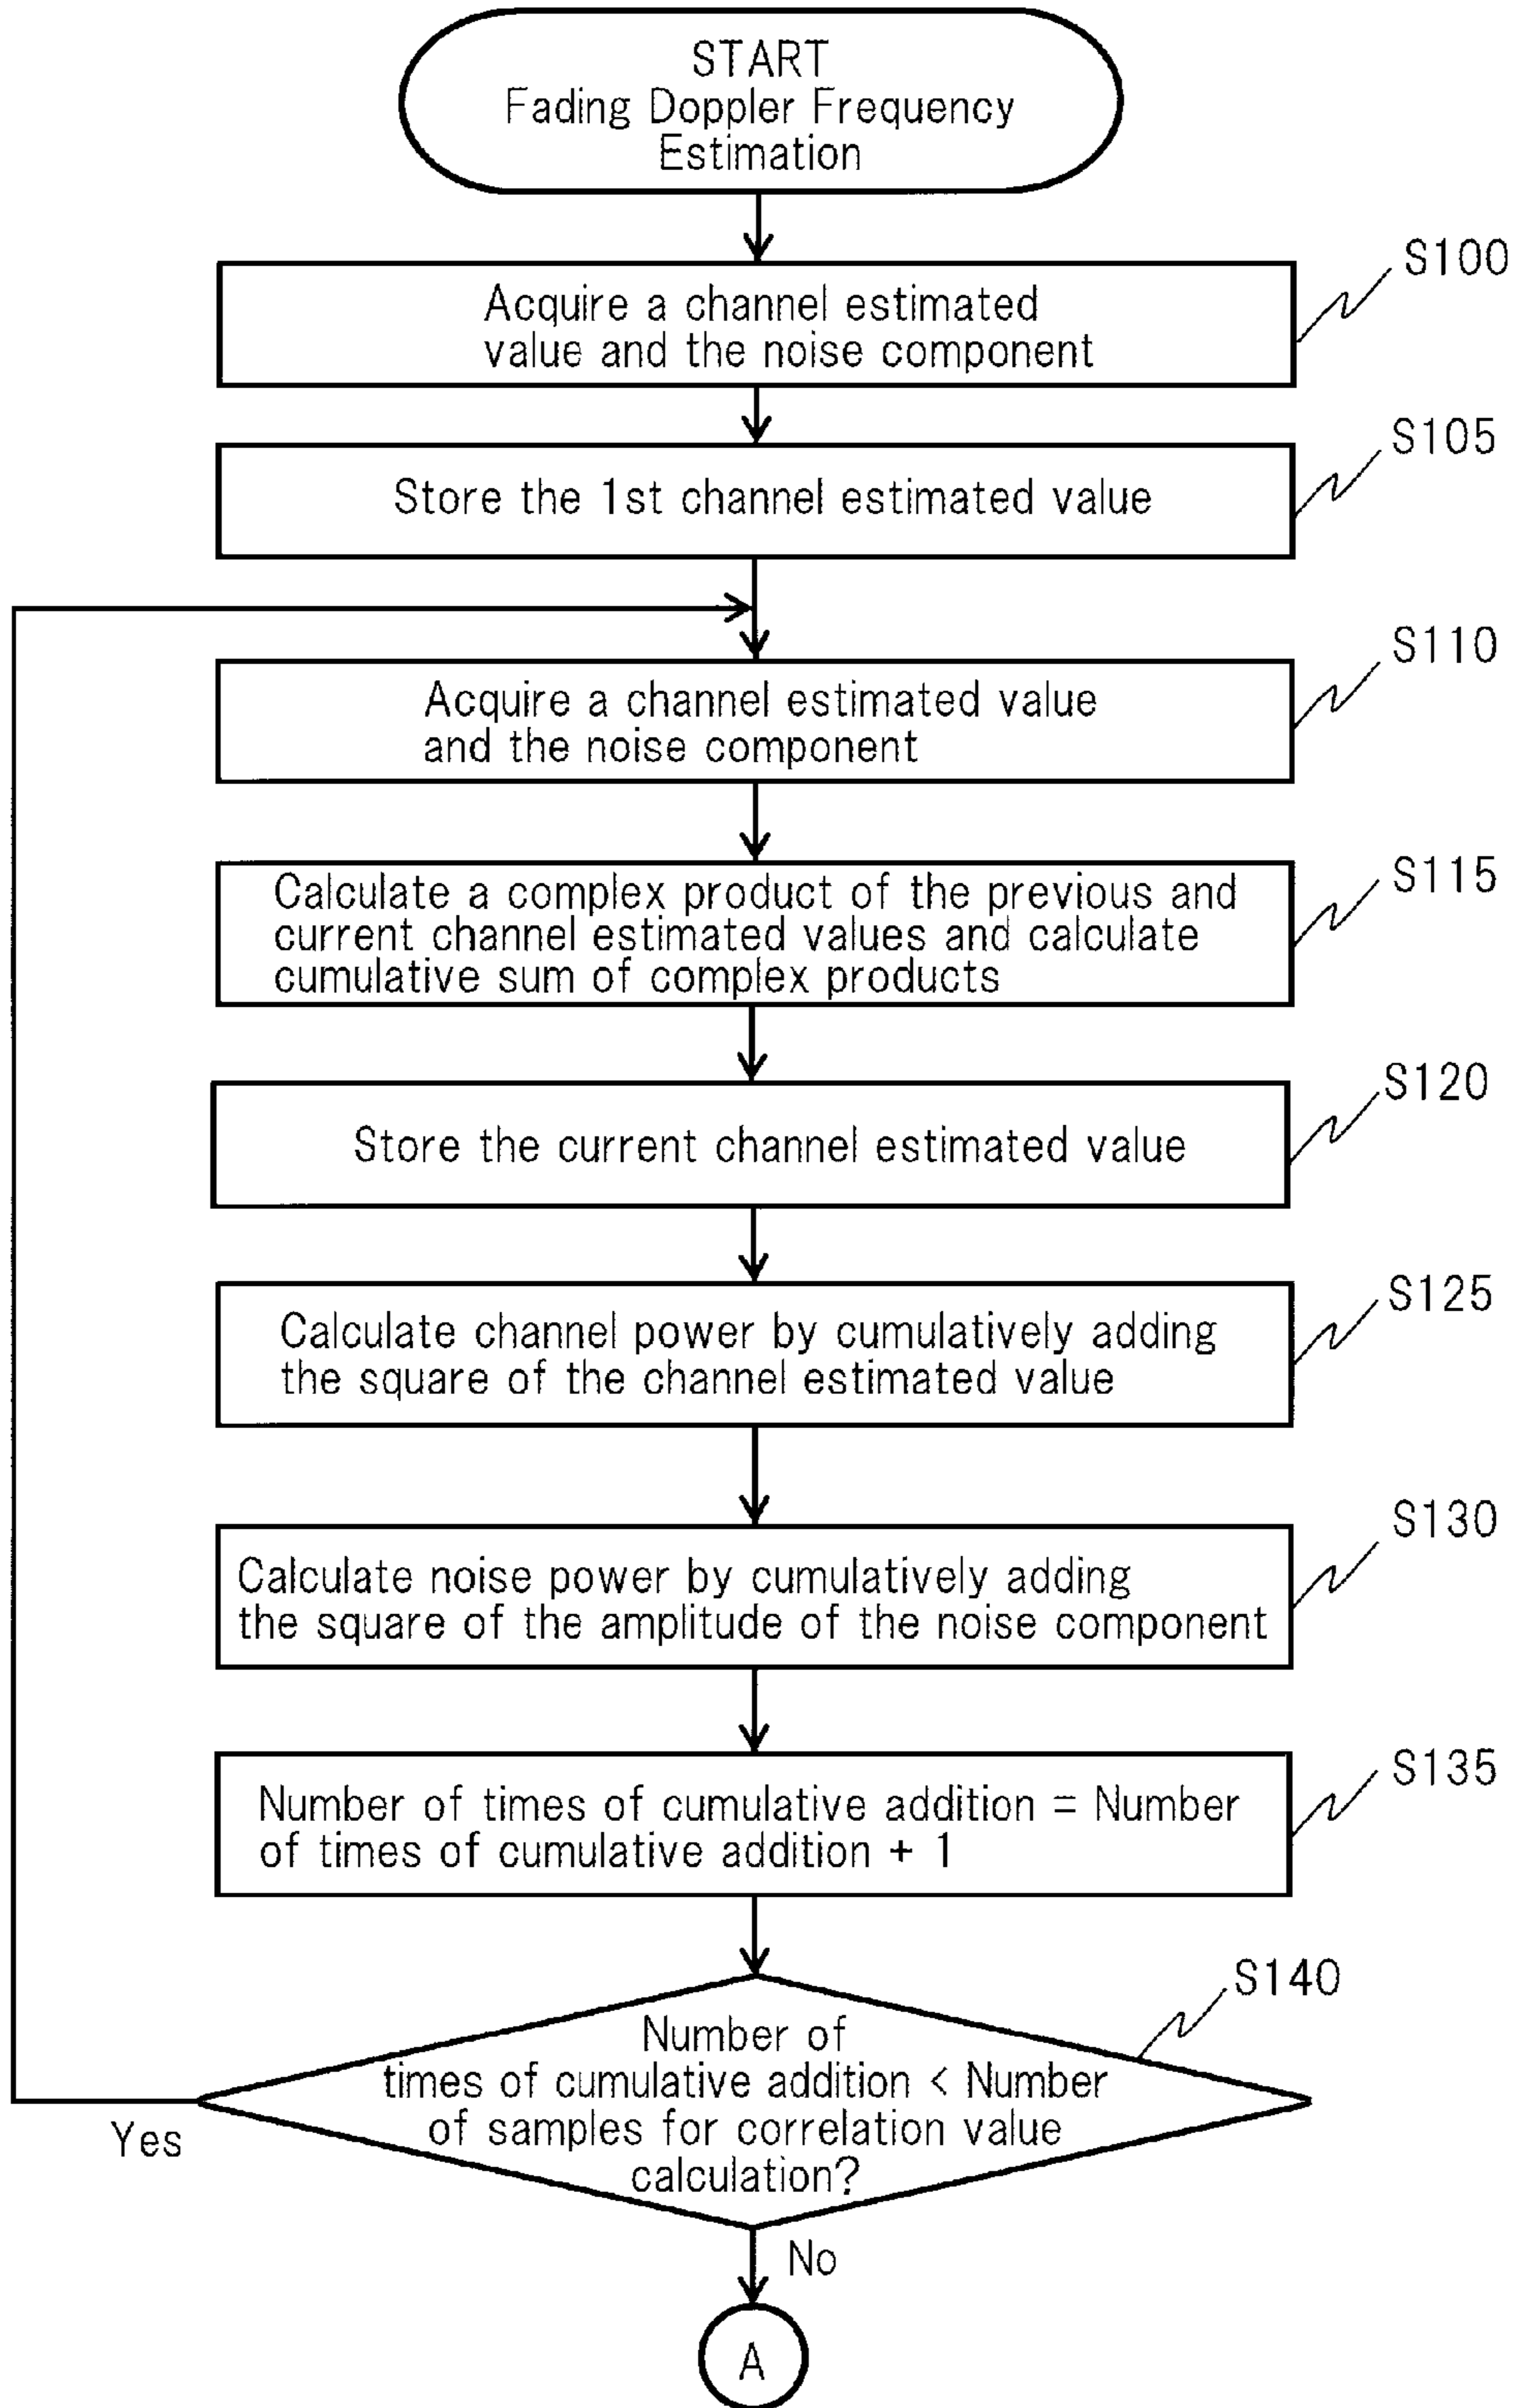 START
Fading Doppler Frequency
Estimation
S100
Acquire a channel estimated
value and the noise component
S105
Store the 1st channel estimated value
S110
Acquire a channel estimated value
and the noise component
S115
Calculate a complex product of the previous and
current channel estimated values and calculate
cumulative sum of complex products
S120
Store the current channel estimated value
S125
Calculate channel power by cumulatively adding
the square of the channel estimated value
S130
Calculate noise power by cumulatively adding
the square of the amplitude of the noise component
S135
Number of times of cumulative addition = Number
of times of cumulative addition + 1
S140
Number of
times of cumulative addition < Number
of samples for correlation value
calculation?
Yes
No
A